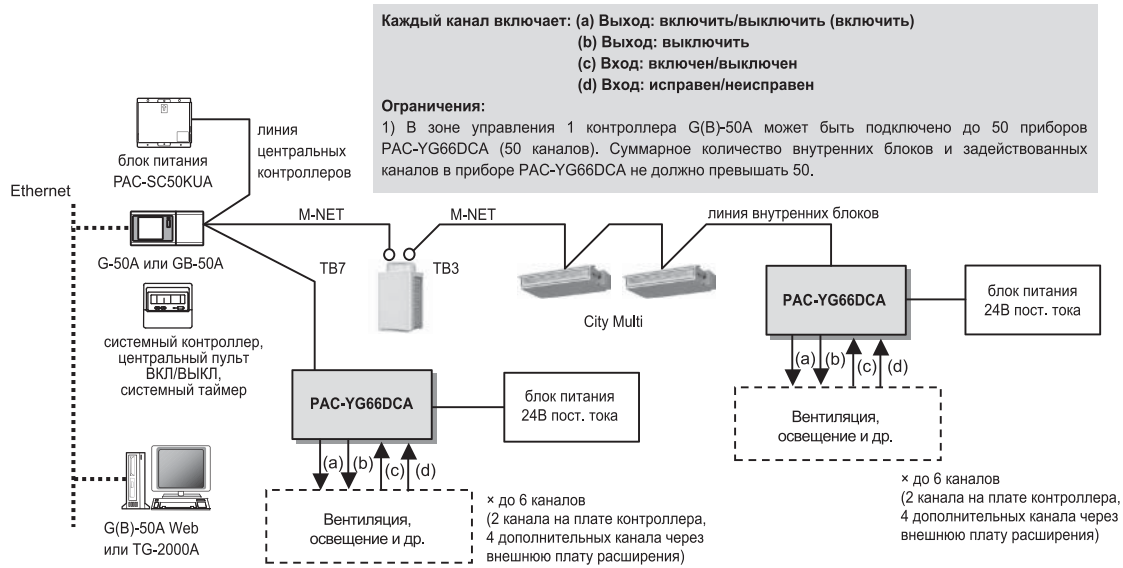 Каждый канал включает: (a) Выход: включить/выключить (включить)
(b) Выход: выключить
(c) Вход: включен/выключен
(d) Вход: исправен/неисправен
Ограничения:
1) В зоне управления 1 контроллера G(B)-50A может быть подключено до 50 приборов
PAC-YG66DCA (50 каналов). Суммарное количество внутренних блоков и задействованных
каналов в приборе PAC-YG66DCA не должно превышать 50.
блок питания
PAC-SC50KUA
линия
центральных
контроллеров
Ethernet
G-50A или GB-50A
M-NET
M-NET
линия внутренних блоков
TB7
TB3
City Multi
системный контроллер,
центральный пульт
ВКЛ/ВЫКЛ,
системный таймер
PAC-YG66DCA
блок питания
24В пост. тока
(a)
(b)
(c)
(d)
Вентиляция,
освещение и др.
× до 6 каналов
(2 канала на плате контроллера,
4 дополнительных канала через
внешнюю плату расширения)
PAC-YG66DCA
блок питания
24В пост. тока
(a)
(b)
(c)
(d)
Вентиляция,
освещение и др.
× до 6 каналов
(2 канала на плате контроллера,
4 дополнительных канала через
внешнюю плату расширения)
G(B)-50A Web
или TG-2000A